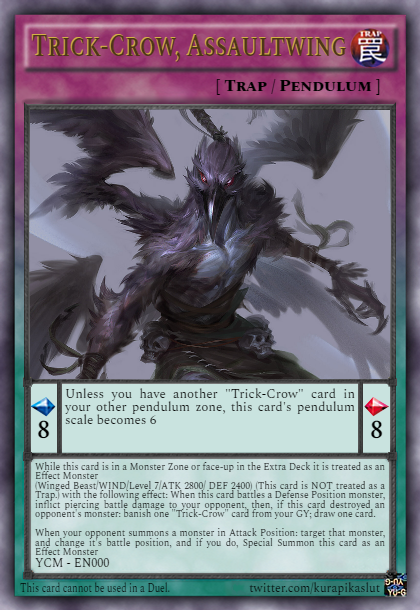 TRICK-CROW, ASSAULTWING
TRAP
罠
[ TRAP / PENDULUM ]
Unless you have another "Trick-Crow" card in
your other pendulum zone, this card's pendulum
scale becomes 6
8
8
While this card is in a Monster Zone or face-up in the Extra Deck it is treated as an
Effect Monster
(Winged Beast/WIND/Level 7/ATK 2800/ DEF 2400) (This card is NOT treated as a
Trap.) with the following effect: When this card battles a Defense Position monster,
inflict piercing battle damage to your opponent, then, if this card destroyed an
opponent's monster: banish one "Trick-Crow" card from your GY; draw one card.
When your opponent summons a monster in Attack Position: target that monster,
and change it's battle position, and if you do, Special Summon this card as an
Effect Monster
YCM - EN000
This card cannot be used in a Duel.
twitter.com/kurapikaslut
YU-G